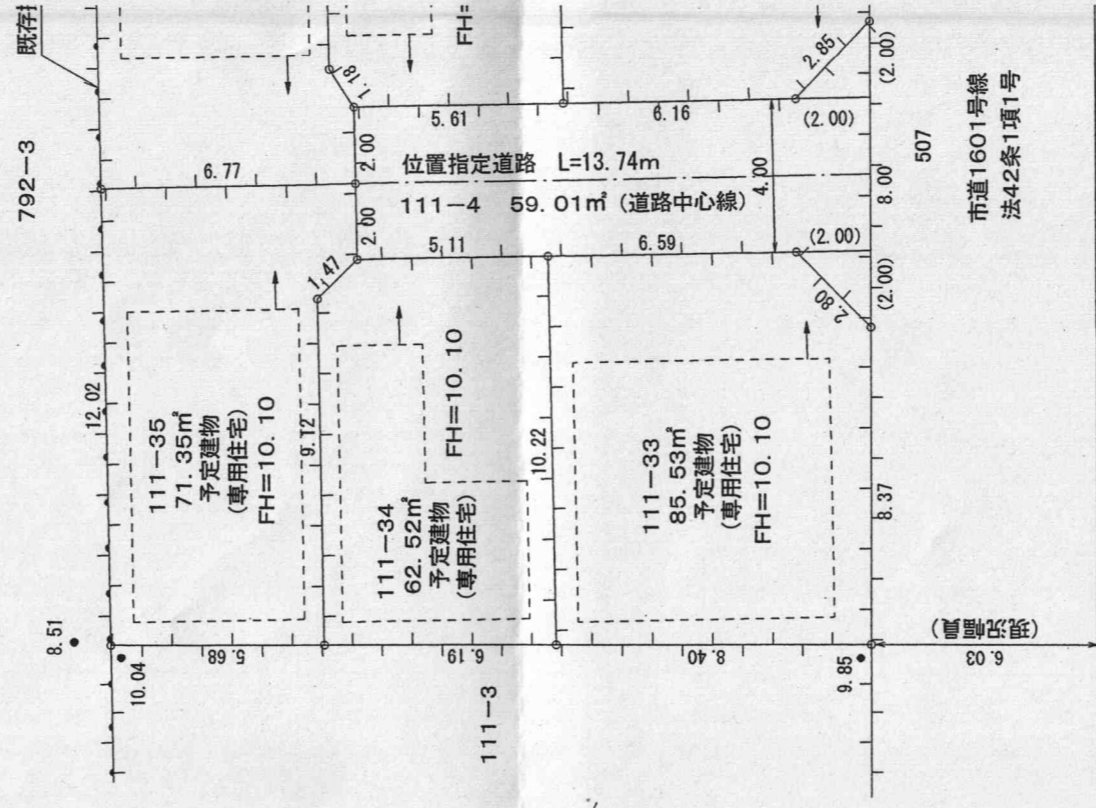 既存
792-3
8.51
10.04
12.02
6.77
1.18
FH=
111-35
71.35㎡
予定建物
(専用住宅)
FH=10.10
5.69
9.12
1.47
2.00
2.00
5.61
6.16
2.85
(2.00)
(2.00)
位置指定道路 L=13.74m
111-4 59.01㎡(道路中心線)
4.00
5.11
6.59
(2.00)
(2.00)
2.80
8.00
507
市道1601号線
法42条1項1号
111-34
62.52㎡
予定建物
(専用住宅)
FH=10.10
6.19
10.22
111-3
111-33
85.53㎡
予定建物
(専用住宅)
FH=10.10
8.40
8.37
9.85
(現況幅員)